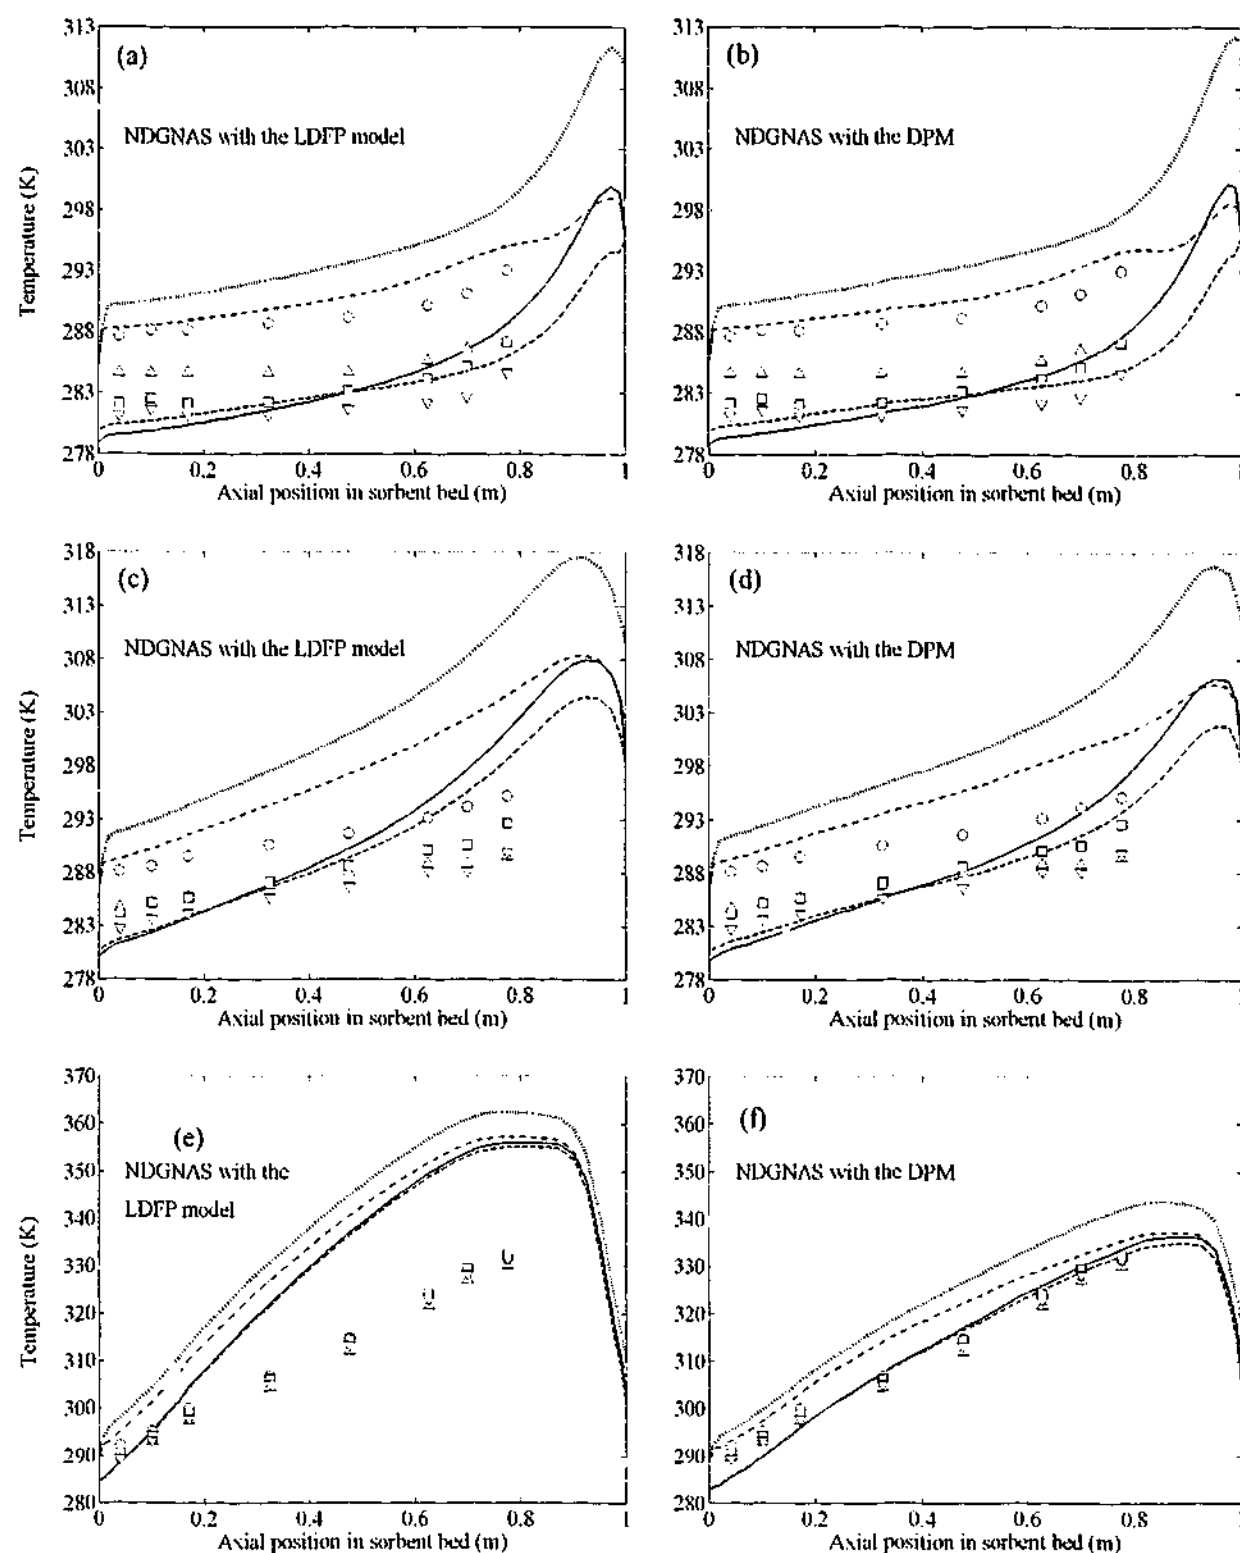 313
308
303
298
293
288
283
278
Temperature (K)
(a)
NDGNAS with the LDFP model
0 0.2 0.4 0.6 0.8 1
Axial position in sorbent bed (m)
313
308
303
298
293
288
283
278
(b)
NDGNAS with the DPM
0 0.2 0.4 0.6 0.8 1
Axial position in sorbent bed (m)
318
313
308
303
298
293
288
283
278
Temperature (K)
(c)
NDGNAS with the LDFP model
0 0.2 0.4 0.6 0.8 1
Axial position in sorbent bed (m)
318
313
308
303
298
293
288
283
278
(d)
NDGNAS with the DPM
0 0.2 0.4 0.6 0.8 1
Axial position in sorbent bed (m)
370
360
350
340
330
320
310
300
290
280
Temperature (K)
(e)
NDGNAS with the
LDFP model
0 0.2 0.4 0.6 0.8 1
Axial position in sorbent bed (m)
370
360
350
340
330
320
310
300
290
280
(f)
NDGNAS with the DPM
0 0.2 0.4 0.6 0.8 1
Axial position in sorbent bed (m)